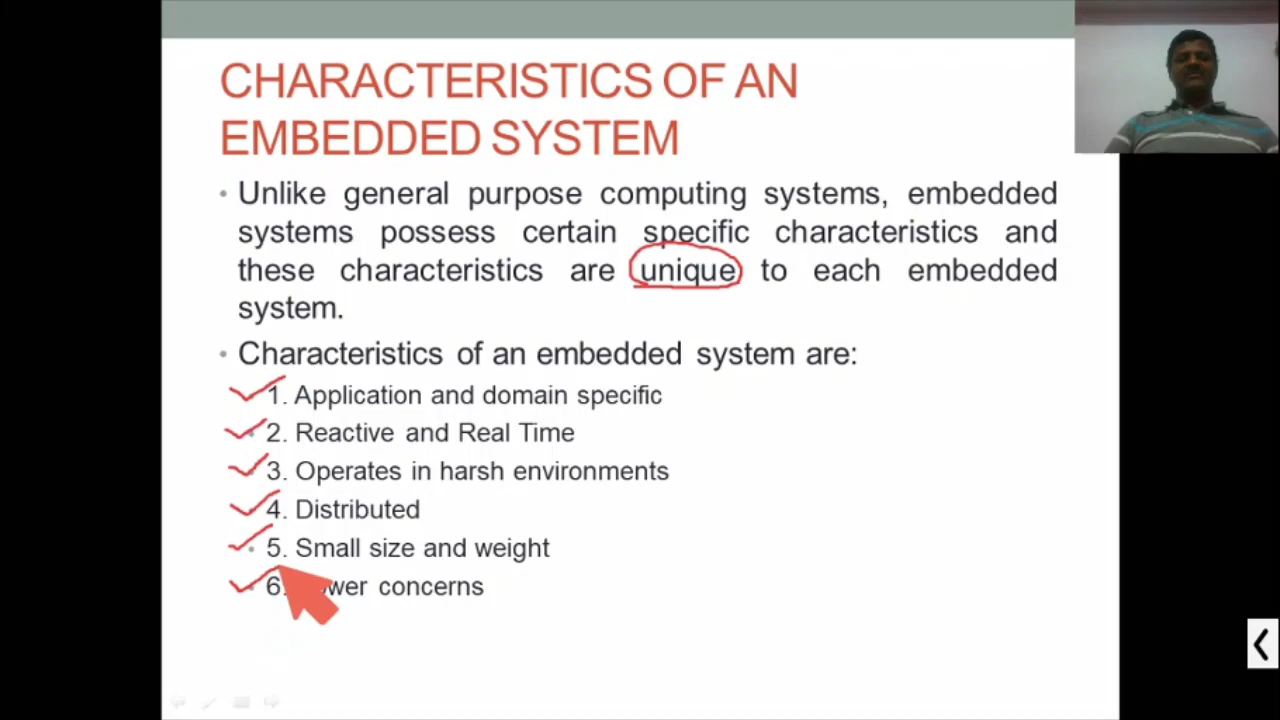 CHARACTERISTICS OF AN
EMBEDDED SYSTEM
• Unlike general purpose computing systems, embedded
systems possess certain specific characteristics and
these characteristics are unique to each embedded
system.
• Characteristics of an embedded system are:
1. Application and domain specific
• 2. Reactive and Real Time
3. Operates in harsh environments
4. Distributed
• 5. Small size and weight
• 6. concerns